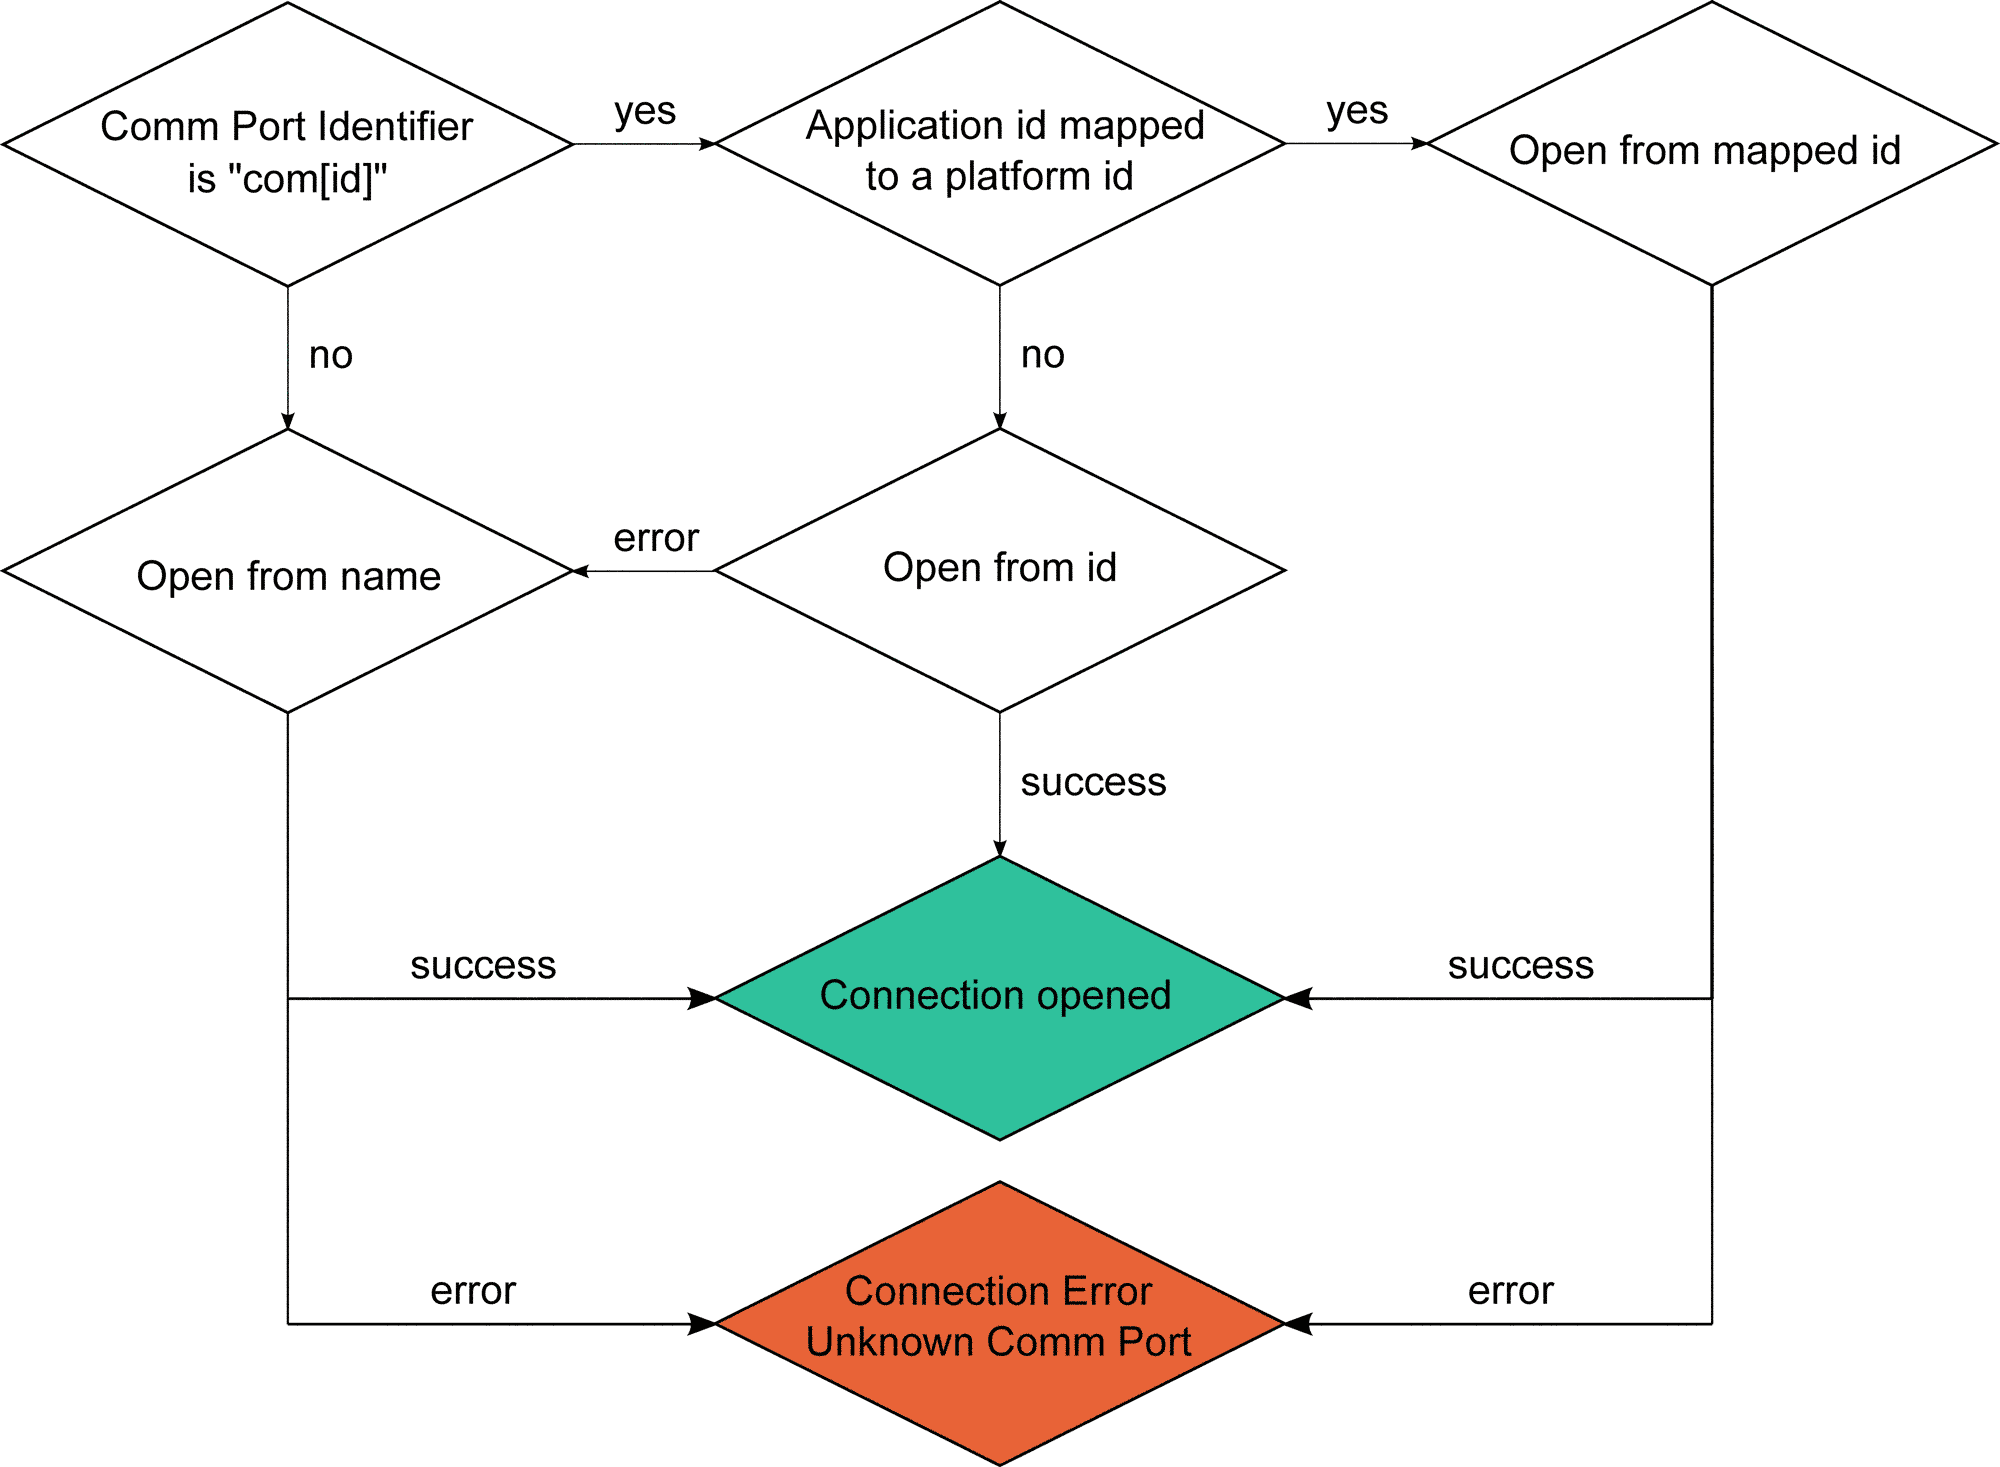 Comm Port Identifier
is "com[id]"
yes
Application id mapped
to a platform id
yes
Open from mapped id
no
no
Open from name
error
Open from id
success
success
Connection opened
success
error
Connection Error
Unknown Comm Port
error